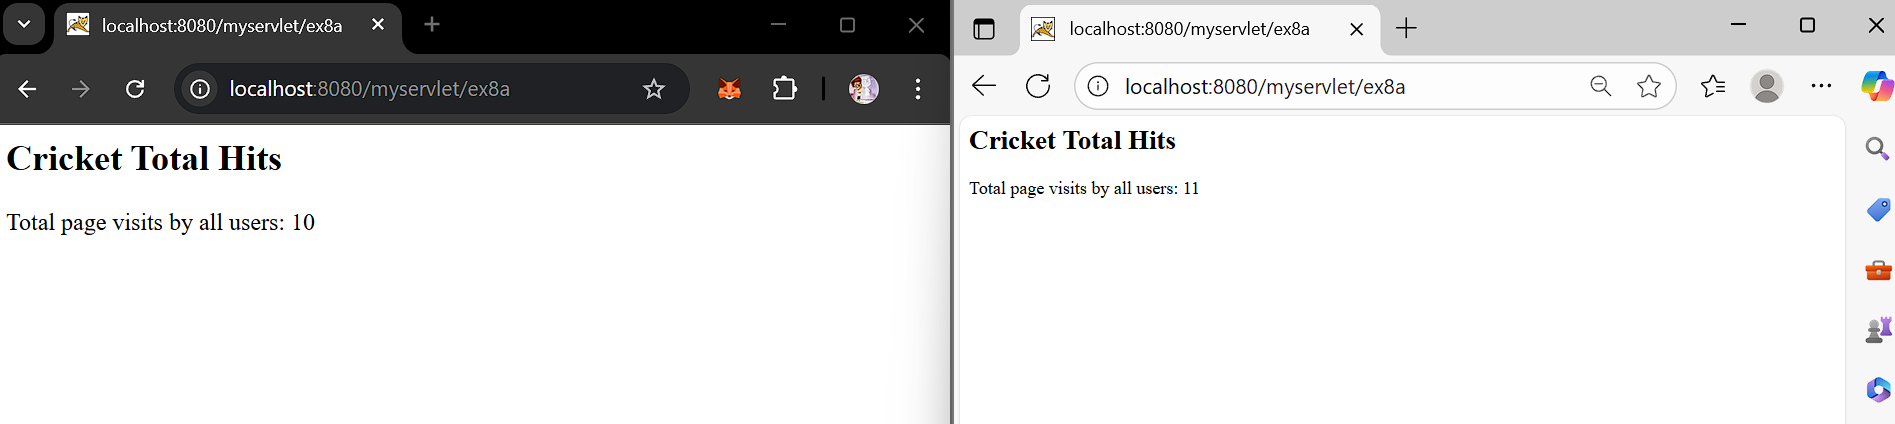 localhost:8080/myservlet/ex8a
localhost:8080/myservlet/ex8a
Cricket Total Hits
Total page visits by all users: 10
localhost:8080/myservlet/ex8a
localhost:8080/myservlet/ex8a
Cricket Total Hits
Total page visits by all users: 11